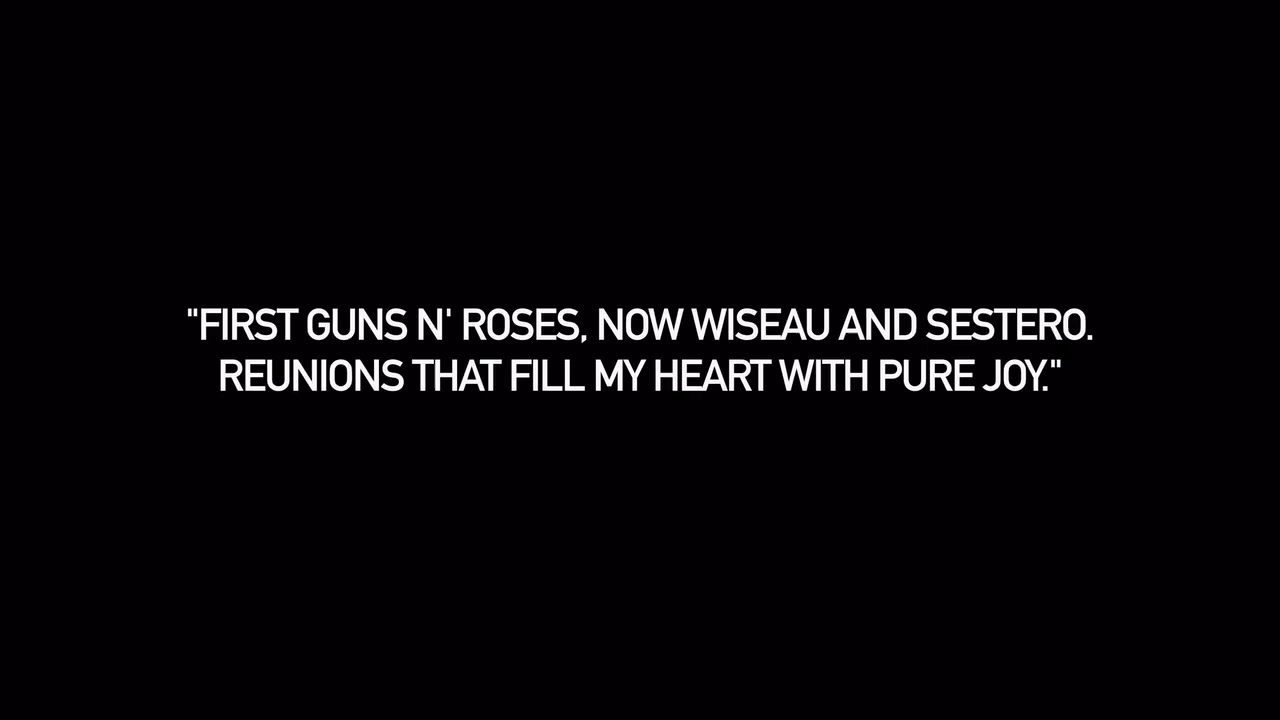 "FIRST GUNS N' ROSES, NOW WISEAU AND SESTERO.
REUNIONS THAT FILL MY HEART WITH PURE JOY."